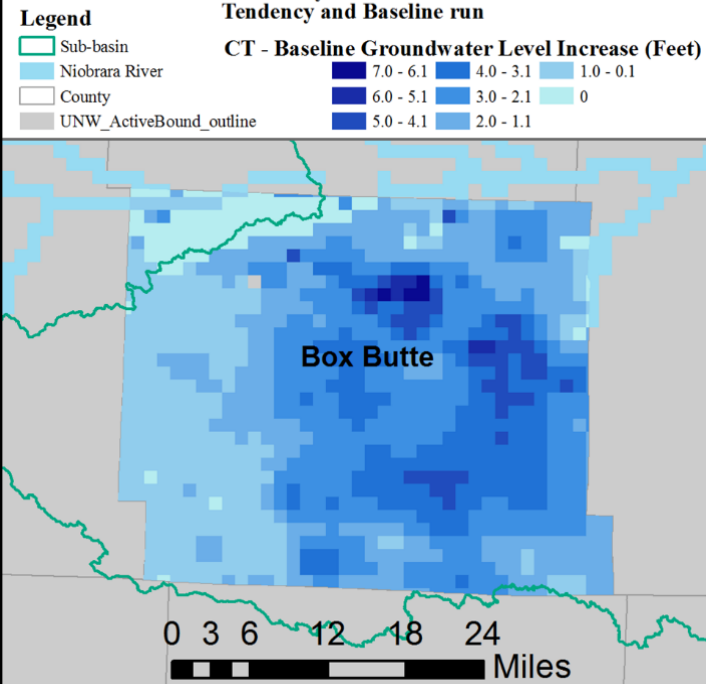 Tendency and Baseline run
Legend
Sub-basin
Niobrara River
County
UNW_ActiveBound_outline
CT - Baseline Groundwater Level Increase (Feet)
7.0 - 6.1
4.0 - 3.1
1.0 - 0.1
6.0 - 5.1
3.0 - 2.1
0
5.0 - 4.1
2.0 - 1.1
Box Butte
0 3 6 12 18 24
Miles